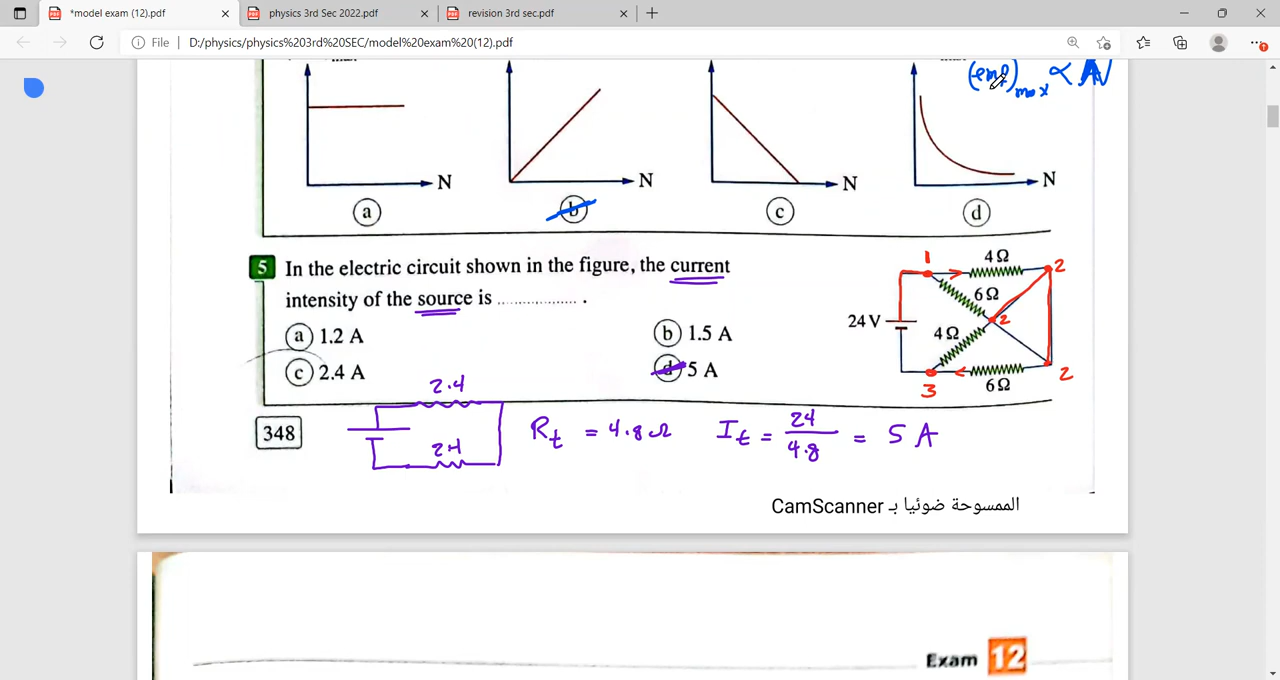 *model exam (12).pdf
physics 3rd Sec 2022.pdf
revision 3rd sec.pdf
File | D:/physics/physics%203rd%20SEC/model%20exam%20(12).pdf
(emf)max ∝ N
N N N N
a b c d
5 In the electric circuit shown in the figure, the current
intensity of the source is ................ .
a 1.2 A
b 1.5 A
c 2.4 A
d 5 A
1 4Ω 2
6Ω
24 V 2
4Ω
2
3 6Ω
348
2.4
2.4
Rt = 4.8 Ω It = 24/4.8 = 5 A
الممسوحة ضوئيا بـ CamScanner
Exam 12